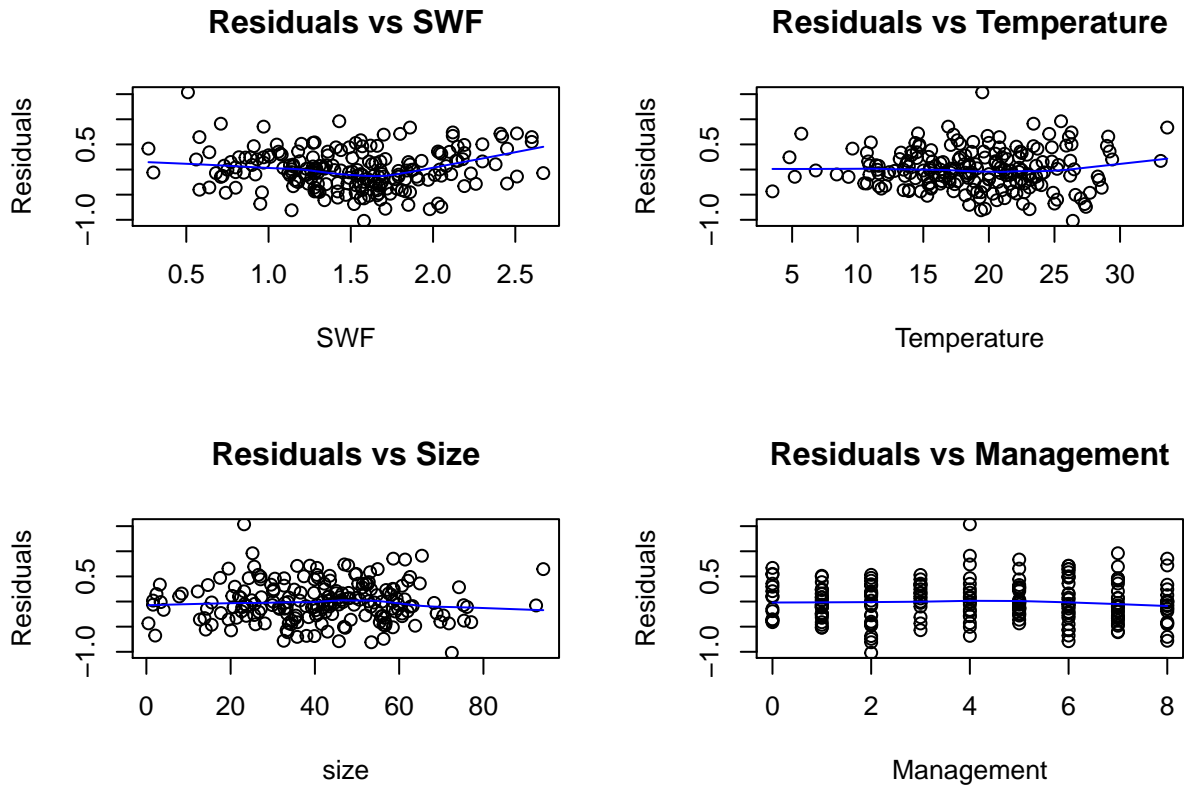 Residuals vs SWF
Residuals
0.5
−1.0
0.5 1.0 1.5 2.0 2.5
SWF
Residuals vs Temperature
Residuals
0.5
−1.0
5 10 15 20 25 30
Temperature
Residuals vs Size
Residuals
0.5
−1.0
0 20 40 60 80
size
Residuals vs Management
Residuals
0.5
−1.0
0 2 4 6 8
Management